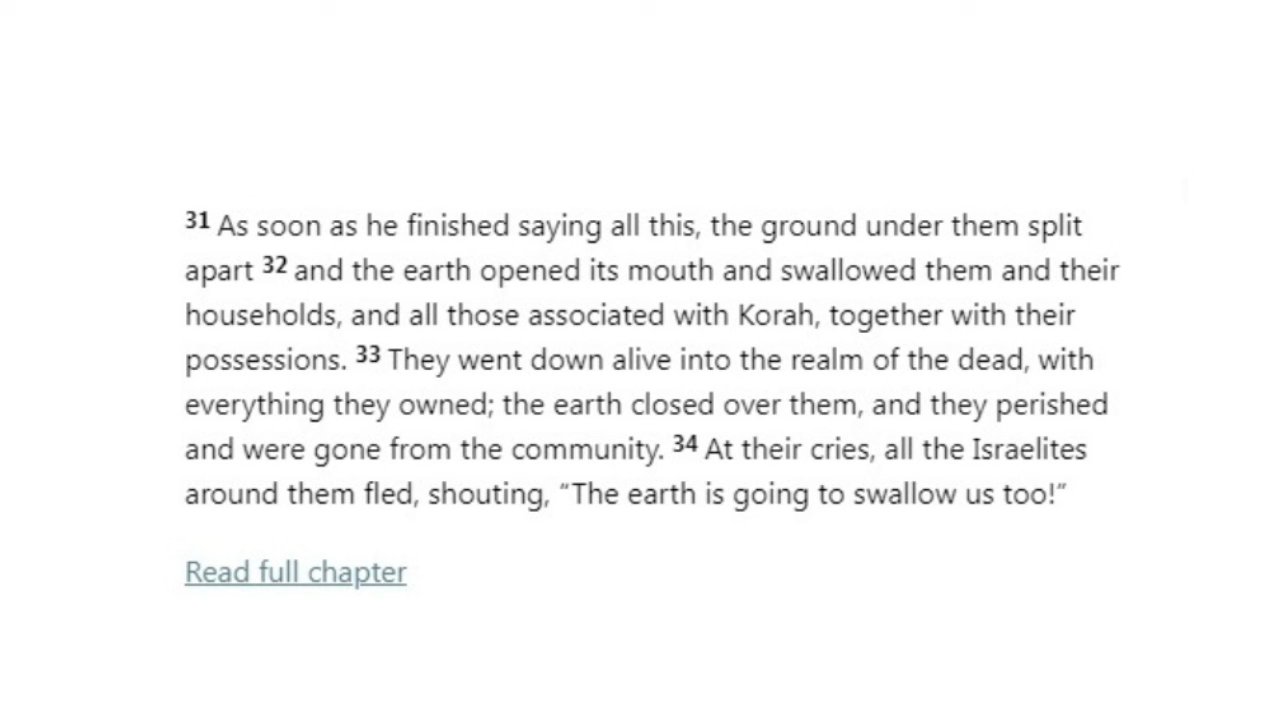 31 As soon as he finished saying all this, the ground under them split
apart 32 and the earth opened its mouth and swallowed them and their
households, and all those associated with Korah, together with their
possessions. 33 They went down alive into the realm of the dead, with
everything they owned; the earth closed over them, and they perished
and were gone from the community. 34 At their cries, all the Israelites
around them fled, shouting, “The earth is going to swallow us too!”
Read full chapter